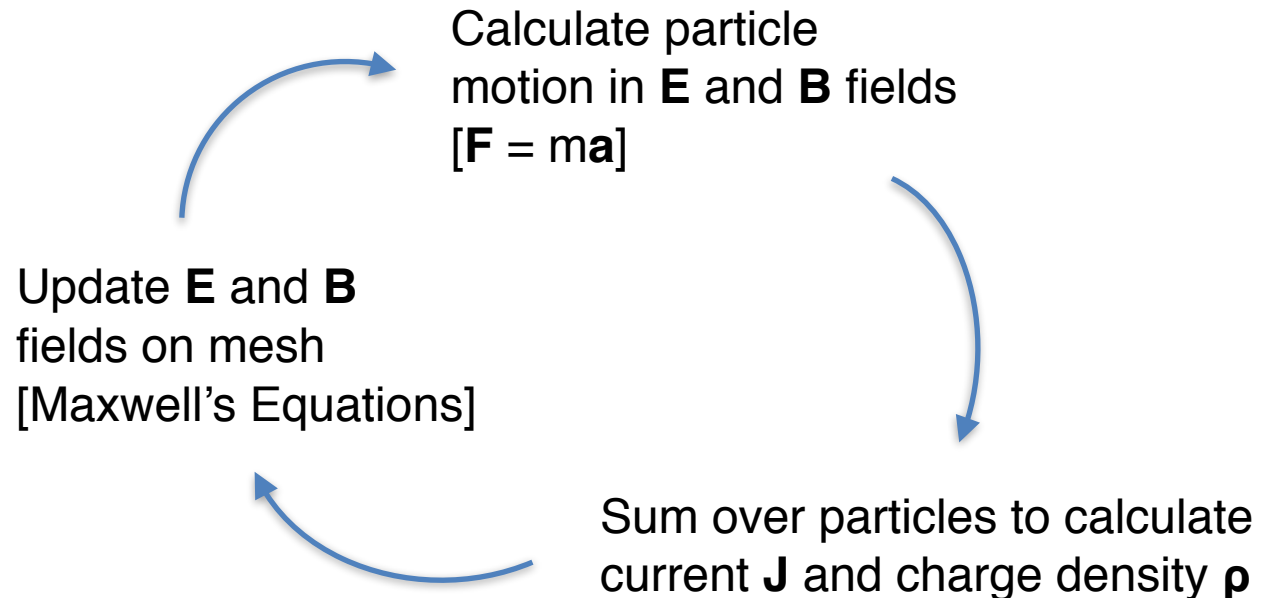 Calculate particle
motion in E and B fields
[F = ma]
Update E and B
fields on mesh
[Maxwell’s Equations]
Sum over particles to calculate
current J and charge density ρ